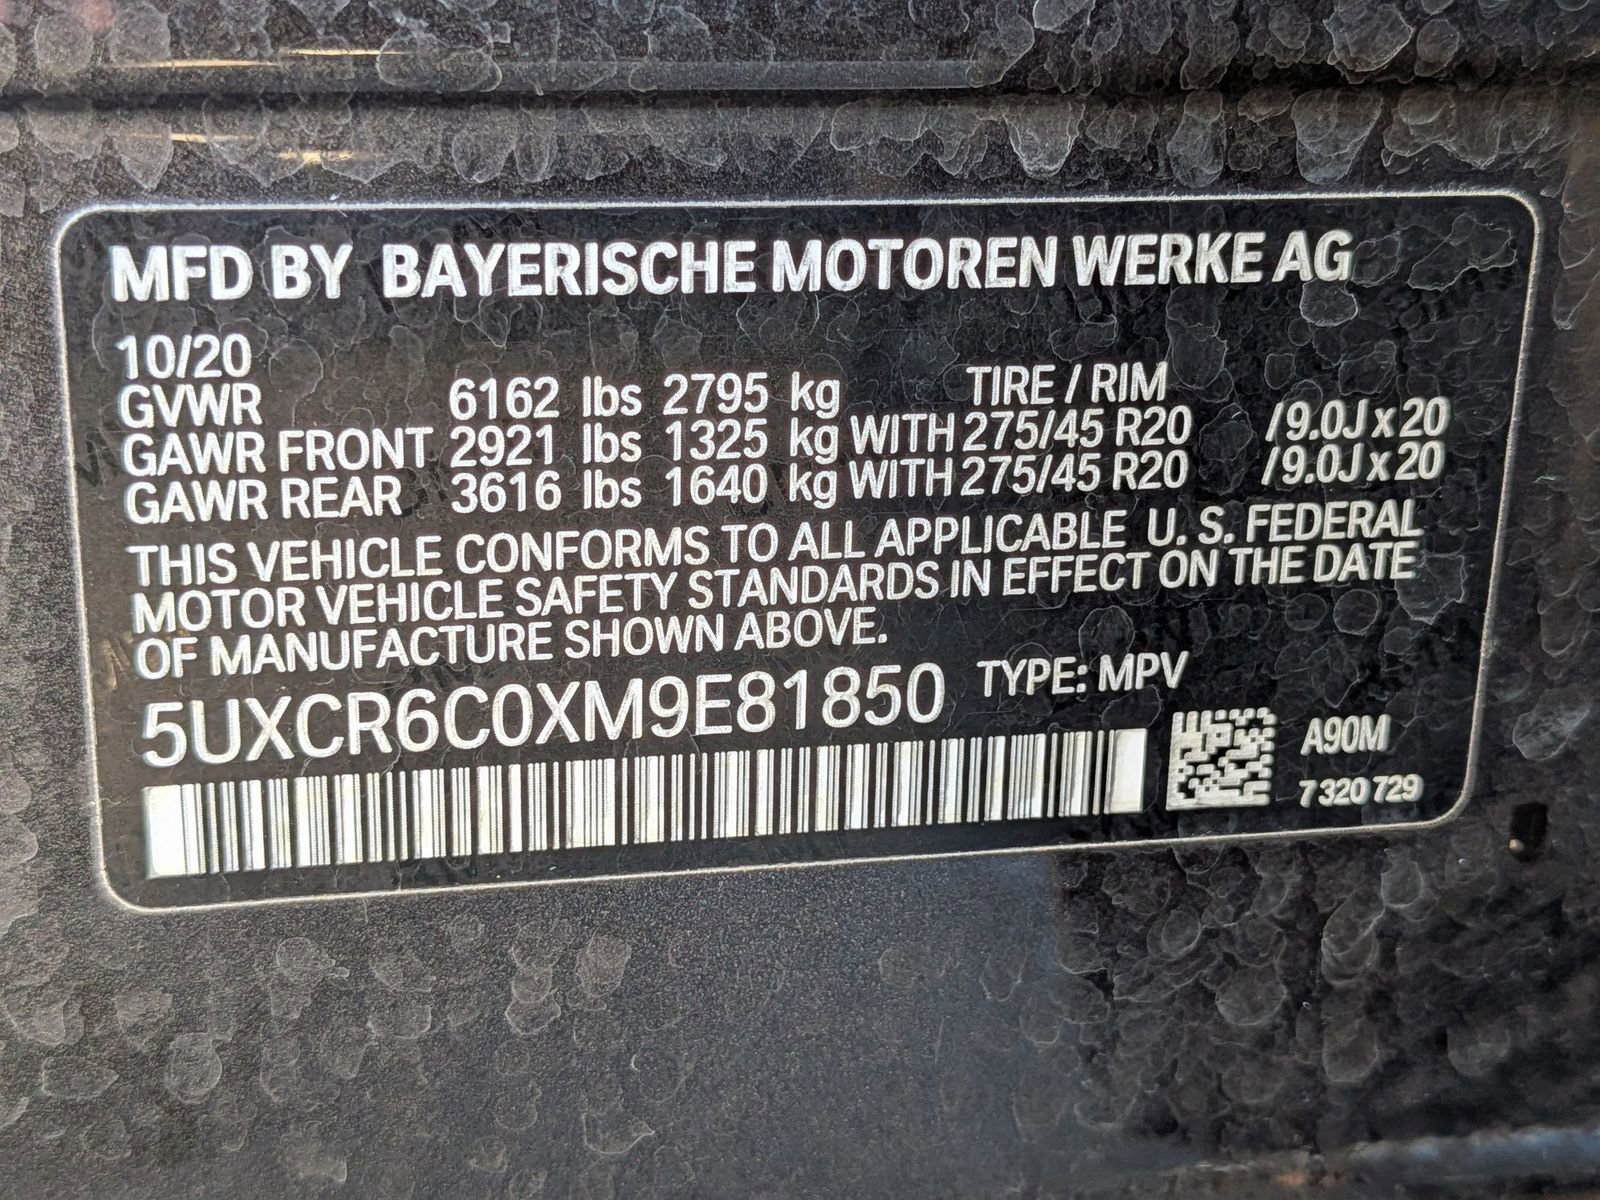 MFD BY BAYERISCHE MOTOREN WERKE AG
10/20
TIRE / RIM
GVWR 6162 lbs 2795 kg
GAWR FRONT 2921 lbs 1325 kg WITH 275/45 R20 /9.0J x 20
GAWR REAR 3616 lbs 1640 kg WITH 275/45 R20 /9.0J x 20
THIS VEHICLE CONFORMS TO ALL APPLICABLE U. S. FEDERAL
MOTOR VEHICLE SAFETY STANDARDS IN EFFECT ON THE DATE
OF MANUFACTURE SHOWN ABOVE.
5UXCR6C0XM9E81850 TYPE: MPV
A90M
7 320 729